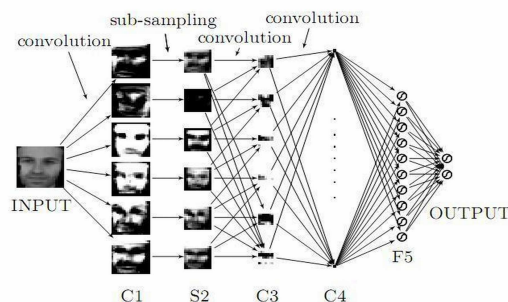 sub-sampling
convolution
convolution
convolution
INPUT
OUTPUT
F5
C1 S2 C3 C4